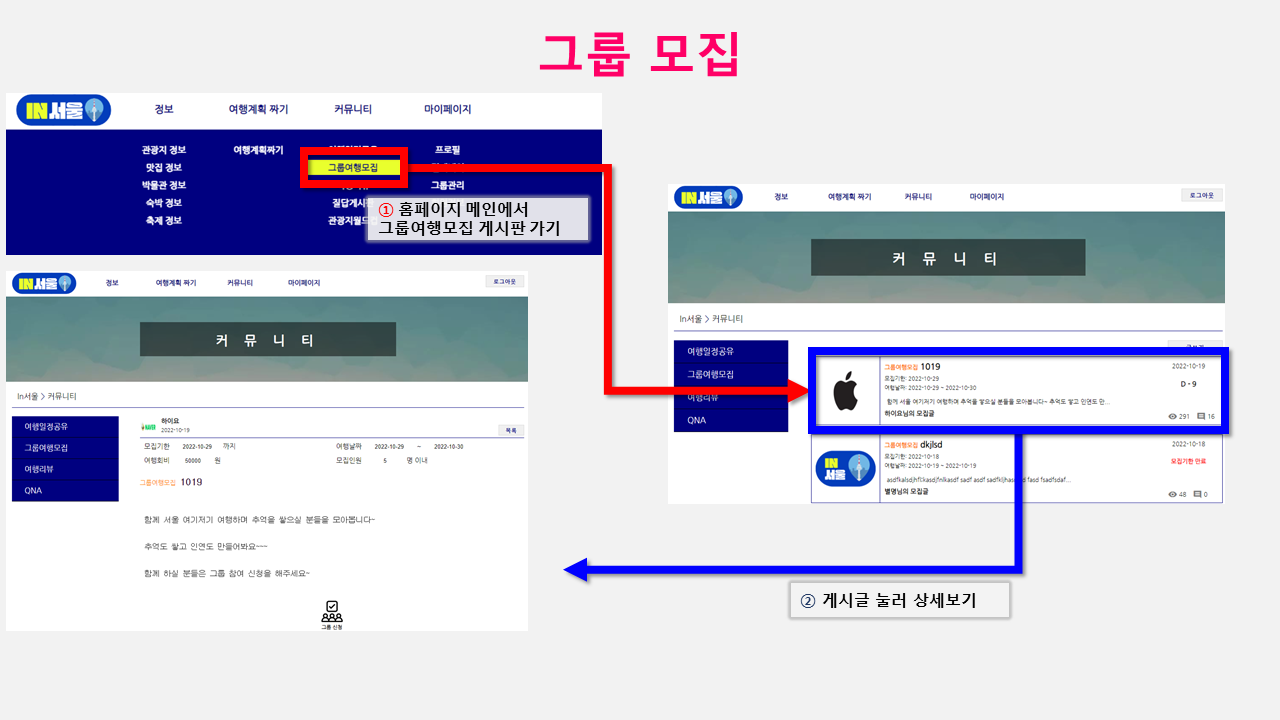 그룹 모집
IN서울
정보
여행계획 짜기
커뮤니티
마이페이지
관광지 정보
여행계획짜기
프로필
맛집 정보
그룹여행모집
박물관 정보
그룹관리
숙박 정보
질답게시판
축제 정보
관광지월드컵
① 홈페이지 메인에서
그룹여행모집 게시판 가기
IN서울
정보
여행계획 짜기
커뮤니티
마이페이지
로그아웃
커 뮤 니 티
In서울 > 커뮤니티
여행일정공유
그룹여행모집
여행리뷰
QNA
그룹여행모집 1019
2022-10-19
모집기한: 2022-10-29
여행날짜: 2022-10-29 ~ 2022-10-30
D - 9
함께 서울 여기저기 여행하며 추억을 쌓으실 분들을 모아봅니다~ 추억도 쌓고 인연도 만...
하이요님의 모집글
291
16
IN서울
그룹여행모집 dkjlsd
2022-10-18
모집기한: 2022-10-18
여행날짜: 2022-10-19 ~ 2022-10-19
모집기한 만료
별명님의 모집글
48
0
IN서울
정보
여행계획 짜기
커뮤니티
마이페이지
로그아웃
커 뮤 니 티
In서울 > 커뮤니티
여행일정공유
그룹여행모집
여행리뷰
QNA
하이요
2022-10-19
목록
모집기한 2022-10-29 까지
여행날짜 2022-10-29 ~ 2022-10-30
여행회비 50000 원
모집인원 5 명 이내
그룹여행모집 1019
함께 서울 여기저기 여행하며 추억을 쌓으실 분들을 모아봅니다~
추억도 쌓고 인연도 만들어봐요~~~
함께 하실 분들은 그룹 참여 신청을 해주세요~
그룹 신청
② 게시글 눌러 상세보기